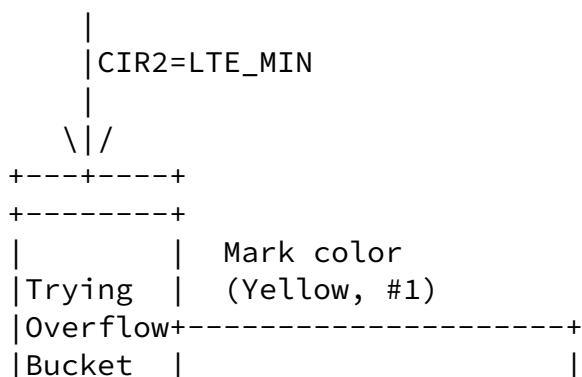 |
|CIR2=LTE_MIN
|
\|/
+---+----+
+--------+
|        |  Mark color
|Trying  |  (Yellow, #1)
|Overflow+---------------------+
|Bucket  |                     |